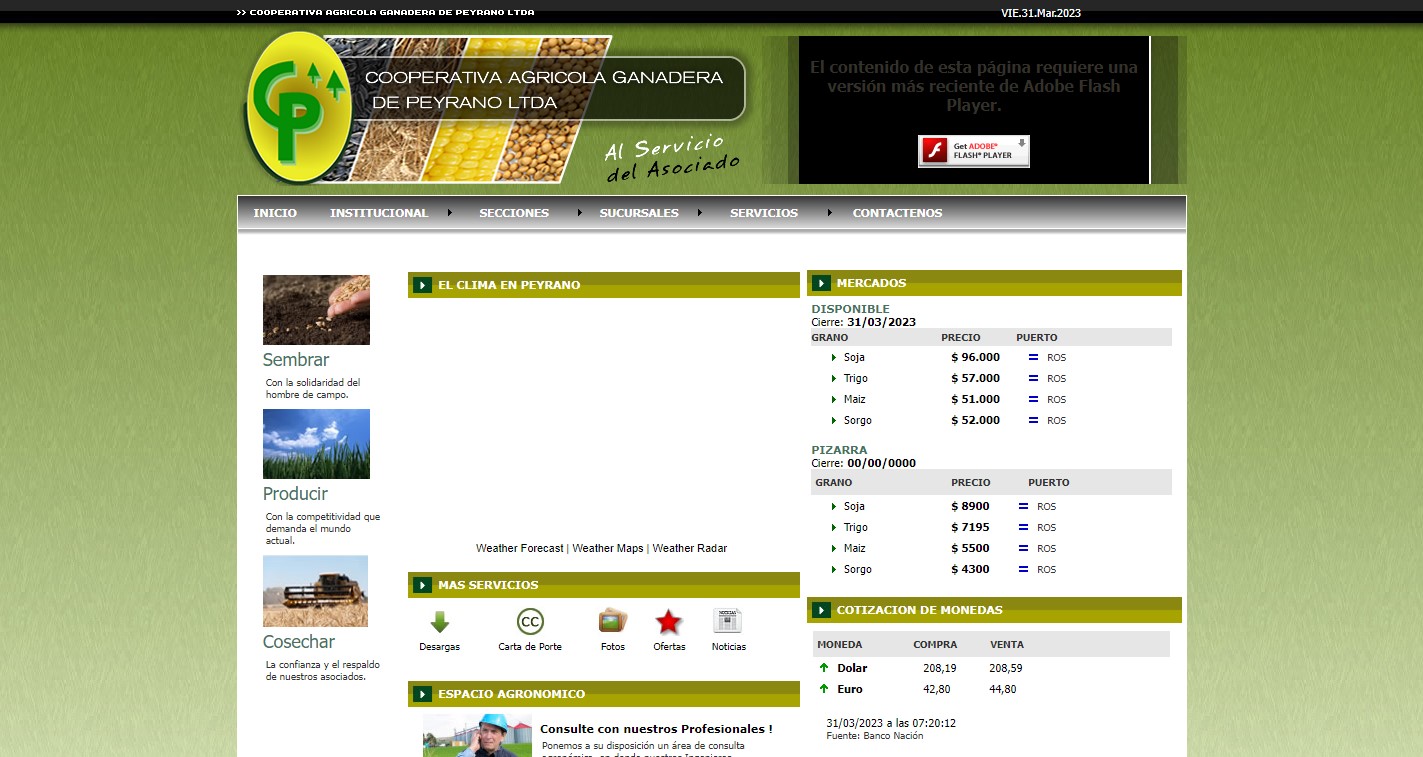 >> COOPERATIVA AGRICOLA GANADERA DE PEYRANO LTDA
VIE.31.Mar.2023
CP
COOPERATIVA AGRICOLA GANADERA
DE PEYRANO LTDA
Al Servicio
del Asociado
El contenido de esta página requiere una
versión más reciente de Adobe Flash
Player.
Get ADOBE®
FLASH® PLAYER
INICIO INSTITUCIONAL SECCIONES SUCURSALES SERVICIOS CONTACTENOS
Sembrar
Con la solidaridad del
hombre de campo.
Producir
Con la competitividad que
demanda el mundo
actual.
Cosechar
La confianza y el respaldo
de nuestros asociados.
EL CLIMA EN PEYRANO
Weather Forecast | Weather Maps | Weather Radar
MAS SERVICIOS
CC
NOTICIAS
Desargas Carta de Porte Fotos Ofertas Noticias
ESPACIO AGRONOMICO
Consulte con nuestros Profesionales !
Ponemos a su disposición un área de consulta
agronómica, en donde nuestros Ingenieros
MERCADOS
DISPONIBLE
Cierre: 31/03/2023
GRANO PRECIO PUERTO
Soja $ 96.000 = ROS
Trigo $ 57.000 = ROS
Maiz $ 51.000 = ROS
Sorgo $ 52.000 = ROS
PIZARRA
Cierre: 00/00/0000
GRANO PRECIO PUERTO
Soja $ 8900 = ROS
Trigo $ 7195 = ROS
Maiz $ 5500 = ROS
Sorgo $ 4300 = ROS
COTIZACION DE MONEDAS
MONEDA COMPRA VENTA
Dolar 208,19 208,59
Euro 42,80 44,80
31/03/2023 a las 07:20:12
Fuente: Banco Nación